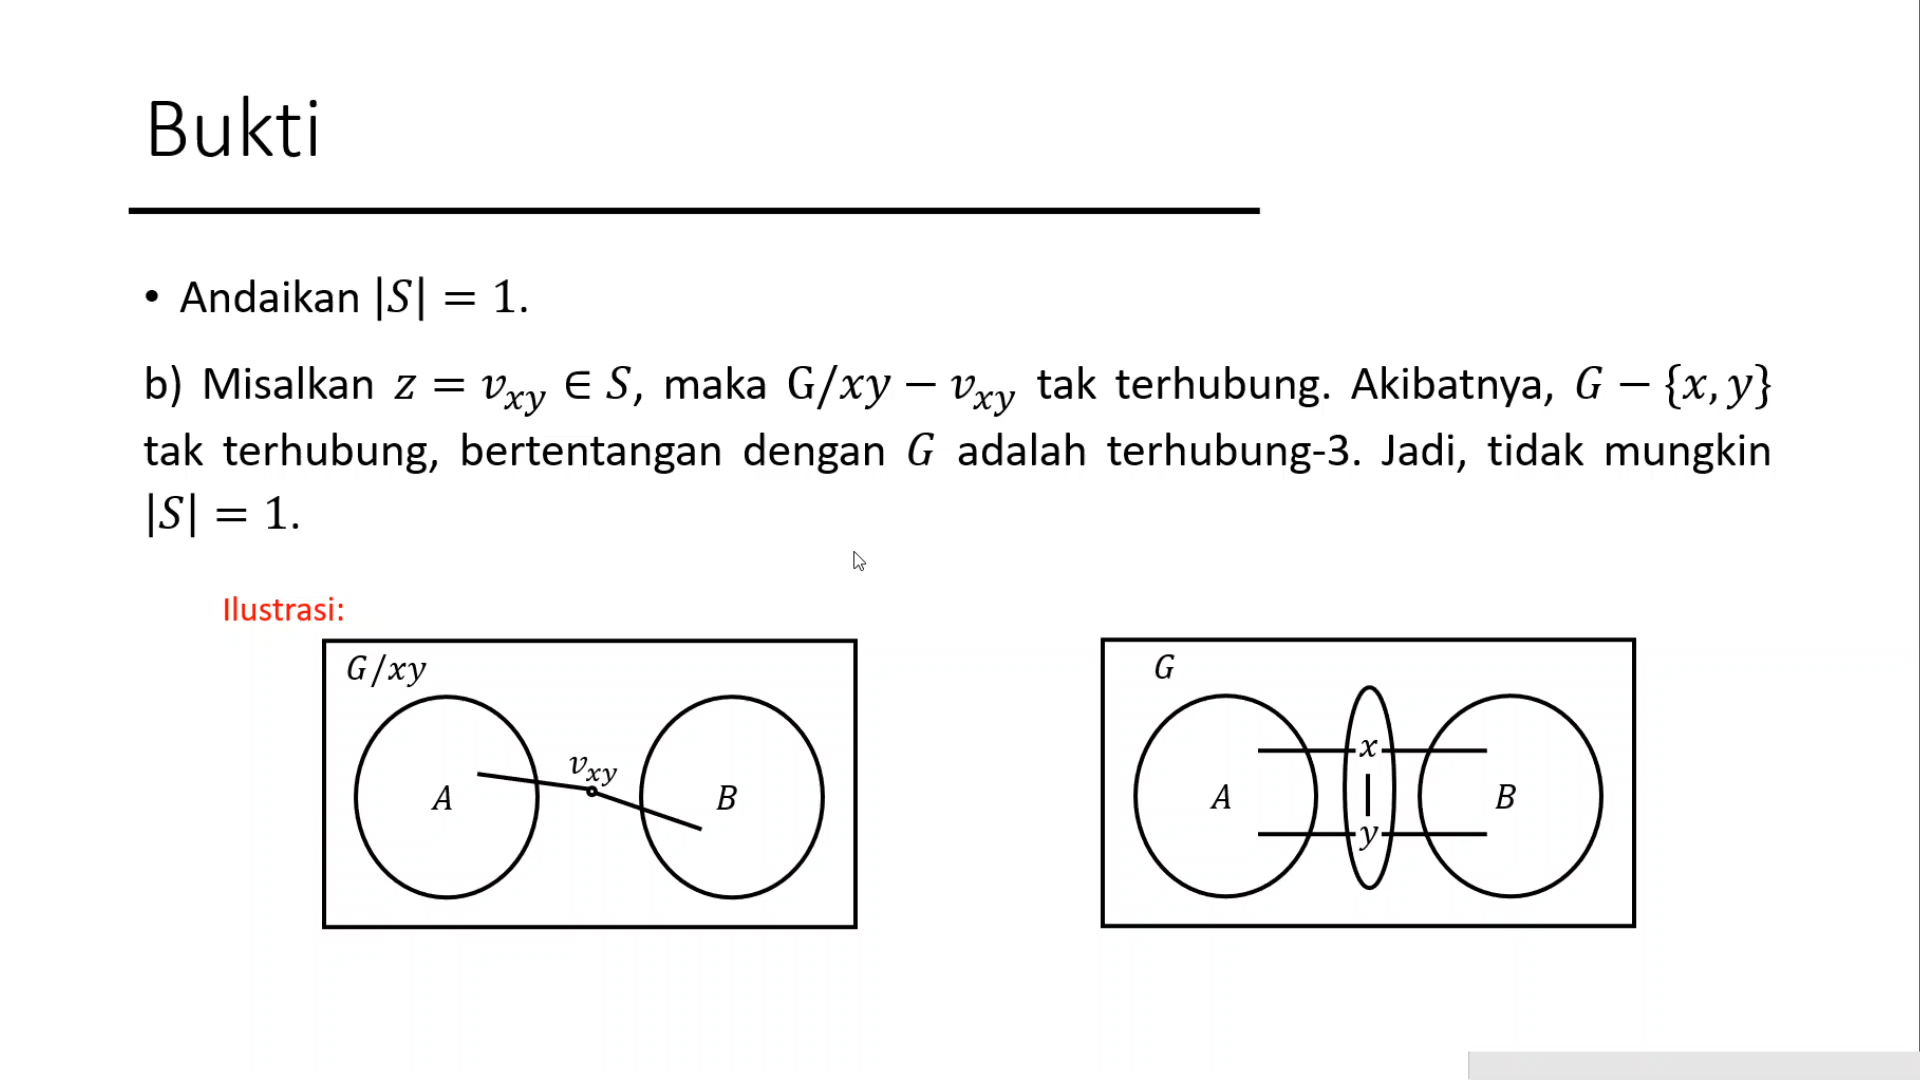 Bukti
• Andaikan |S| = 1.
b) Misalkan z = v_xy ∈ S, maka G/xy − v_xy tak terhubung. Akibatnya, G − {x, y}
tak terhubung, bertentangan dengan G adalah terhubung-3. Jadi, tidak mungkin
|S| = 1.
Ilustrasi:
G/xy
A
v_xy
B
G
A
x
y
B